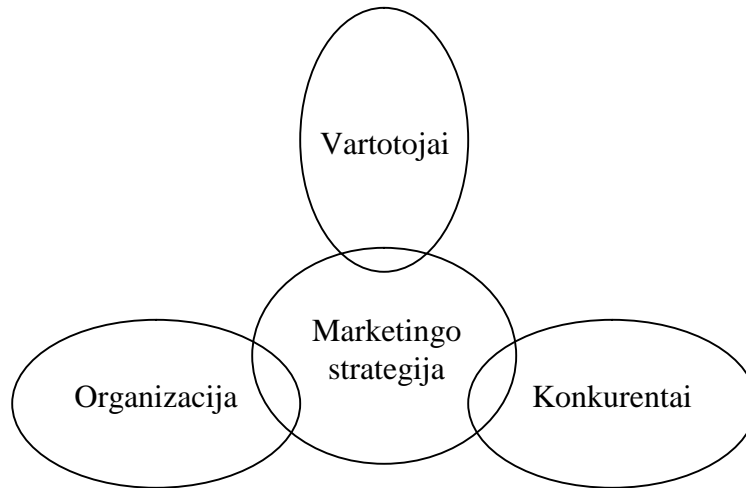 Vartotojai
Marketingo
strategija
Organizacija
Konkurentai